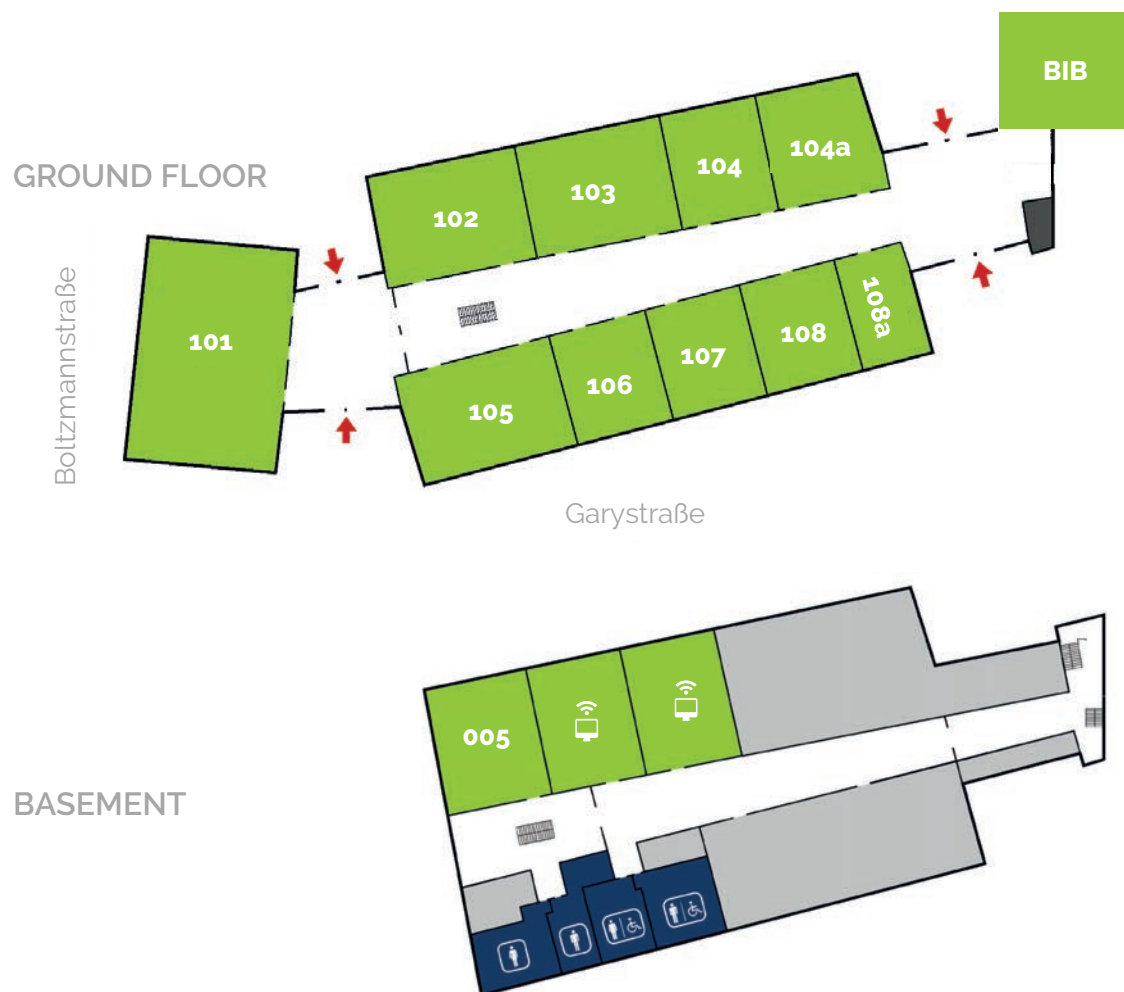 BIB
GROUND FLOOR
102
103
104
104a
101
105
106
107
108
108a
Boltzmannstraße
Garystraße
005
BASEMENT